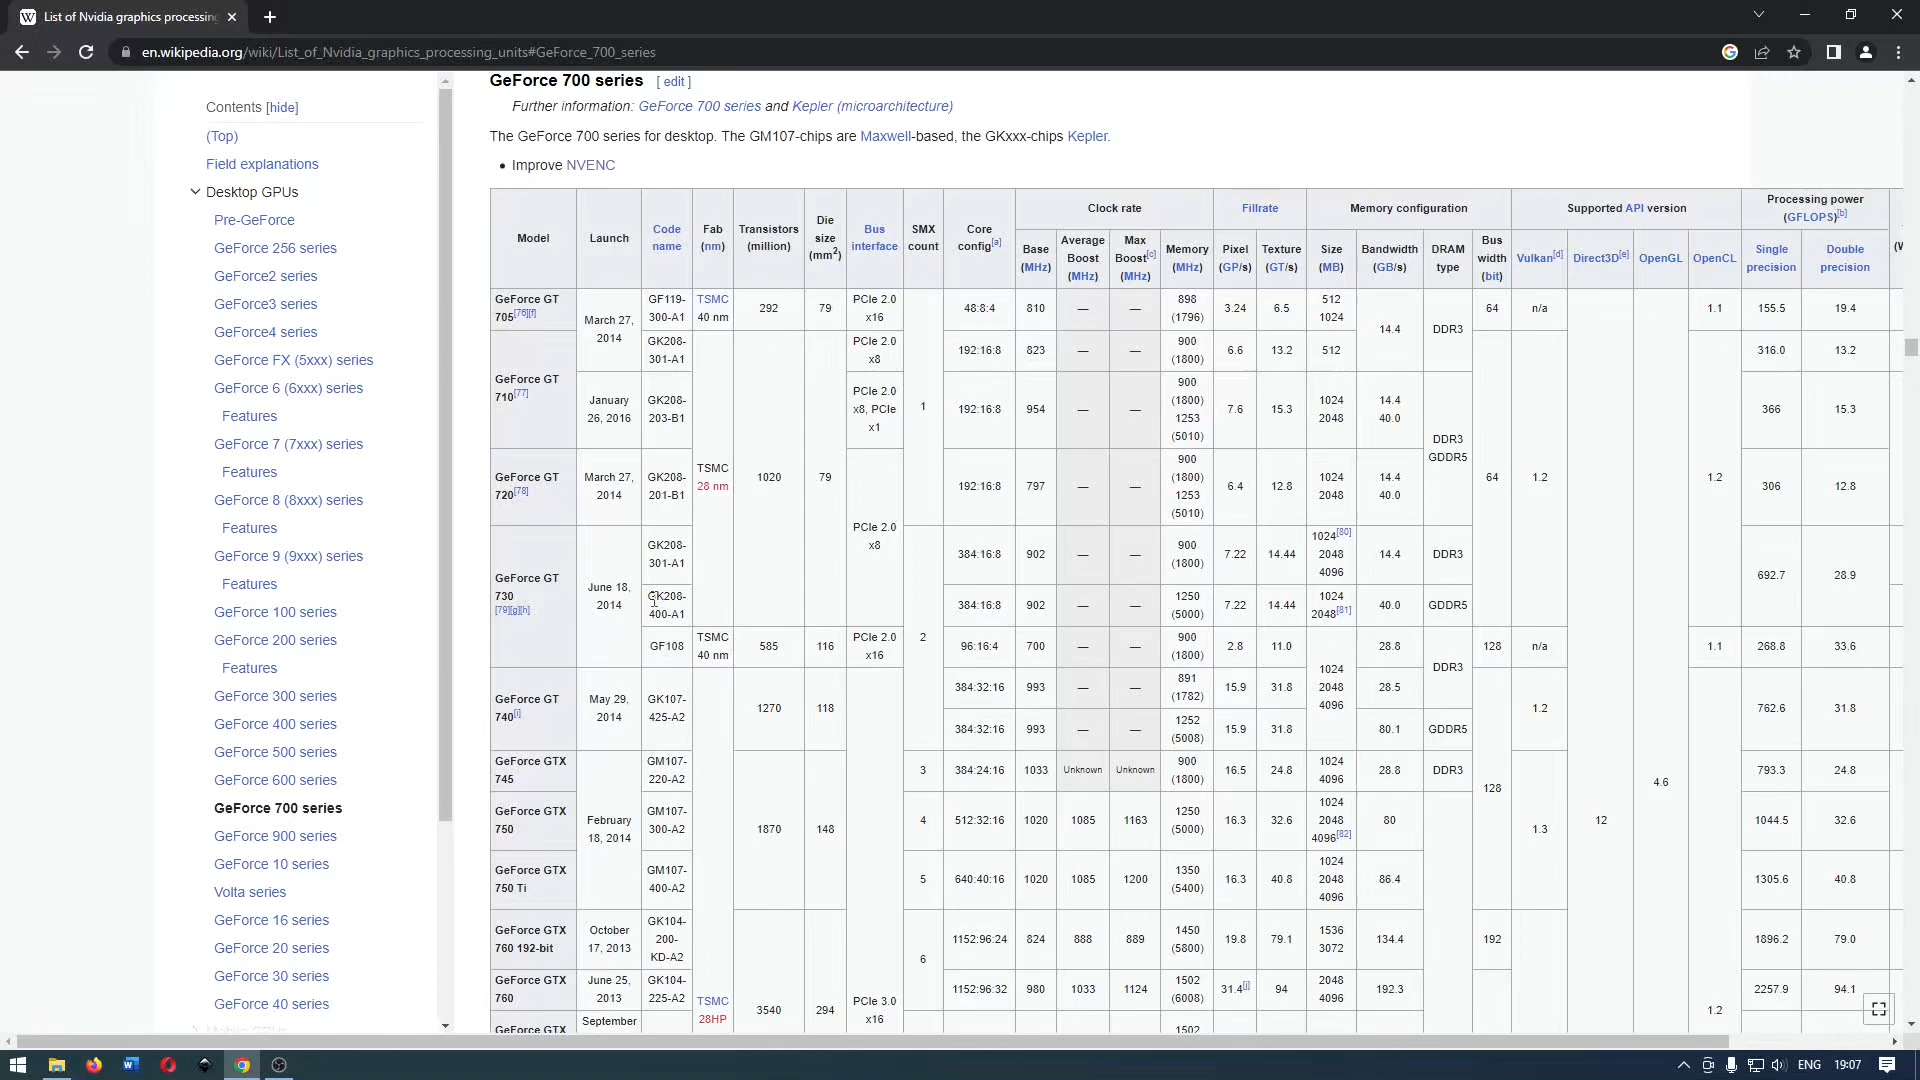 List of Nvidia graphics processing
en.wikipedia.org/wiki/List_of_Nvidia_graphics_processing_units#GeForce_700_series
Contents [hide]
(Top)
Field explanations
Desktop GPUs
Pre-GeForce
GeForce 256 series
GeForce2 series
GeForce3 series
GeForce4 series
GeForce FX (5xxx) series
GeForce 6 (6xxx) series
Features
GeForce 7 (7xxx) series
Features
GeForce 8 (8xxx) series
Features
GeForce 9 (9xxx) series
Features
GeForce 100 series
GeForce 200 series
Features
GeForce 300 series
GeForce 400 series
GeForce 500 series
GeForce 600 series
GeForce 700 series
GeForce 900 series
GeForce 10 series
Volta series
GeForce 16 series
GeForce 20 series
GeForce 30 series
GeForce 40 series
GeForce 700 series [ edit ]
Further information: GeForce 700 series and Kepler (microarchitecture)
The GeForce 700 series for desktop. The GM107-chips are Maxwell-based, the GKxxx-chips Kepler.
• Improve NVENC
Model Launch Code name Fab (nm) Transistors (million) Die size (mm2) Bus interface SMX count Core config[a] Clock rate Fillrate Memory configuration Supported API version Processing power (GFLOPS)[b]
Base (MHz) Average Boost (MHz) Max Boost[c] (MHz) Memory (MHz) Pixel (GP/s) Texture (GT/s) Size (MB) Bandwidth (GB/s) DRAM type Bus width (bit) Vulkan[d] Direct3D[e] OpenGL OpenCL Single precision Double precision
GeForce GT 705[76][f] March 27, 2014 GF119-300-A1 TSMC 40 nm 292 79 PCIe 2.0 x16 1 48:8:4 810 — — 898 (1796) 3.24 6.5 512 1024 14.4 DDR3 64 n/a 12 4.6 1.1 155.5 19.4
GeForce GT 710[77] GK208-301-A1 TSMC 28 nm 1020 79 PCIe 2.0 x8 192:16:8 823 — — 900 (1800) 6.6 13.2 512 64 1.2 1.2 316.0 13.2
January 26, 2016 GK208-203-B1 PCIe 2.0 x8, PCIe x1 192:16:8 954 — — 900 (1800) 1253 (5010) 7.6 15.3 1024 2048 14.4 40.0 DDR3 GDDR5 366 15.3
GeForce GT 720[78] March 27, 2014 GK208-201-B1 PCIe 2.0 x8 192:16:8 797 — — 900 (1800) 1253 (5010) 6.4 12.8 1024 2048 14.4 40.0 306 12.8
GeForce GT 730 [79][g][h] June 18, 2014 GK208-301-A1 2 384:16:8 902 — — 900 (1800) 7.22 14.44 1024[80] 2048 4096 14.4 DDR3 692.7 28.9
GK208-400-A1 384:16:8 902 — — 1250 (5000) 7.22 14.44 1024 2048[81] 40.0 GDDR5
GF108 TSMC 40 nm 585 116 PCIe 2.0 x16 96:16:4 700 — — 900 (1800) 2.8 11.0 1024 2048 4096 28.8 DDR3 128 n/a 1.1 268.8 33.6
GeForce GT 740[i] May 29, 2014 GK107-425-A2 TSMC 28HP 1270 118 PCIe 3.0 x16 384:32:16 993 — — 891 (1782) 15.9 31.8 28.5 128 1.2 1.2 762.6 31.8
384:32:16 993 — — 1252 (5008) 15.9 31.8 80.1 GDDR5
GeForce GTX 745 February 18, 2014 GM107-220-A2 1870 148 3 384:24:16 1033 Unknown Unknown 900 (1800) 16.5 24.8 1024 4096 28.8 DDR3 1.3 793.3 24.8
GeForce GTX 750 GM107-300-A2 4 512:32:16 1020 1085 1163 1250 (5000) 16.3 32.6 1024 2048 4096[82] 80 1044.5 32.6
GeForce GTX 750 Ti GM107-400-A2 5 640:40:16 1020 1085 1200 1350 (5400) 16.3 40.8 1024 2048 4096 86.4 1305.6 40.8
GeForce GTX 760 192-bit October 17, 2013 GK104-200-KD-A2 3540 294 6 1152:96:24 824 888 889 1450 (5800) 19.8 79.1 1536 3072 134.4 192 1896.2 79.0
GeForce GTX 760 June 25, 2013 GK104-225-A2 1152:96:32 980 1033 1124 1502 (6008) 31.4[j] 94 2048 4096 192.3 2257.9 94.1
GeForce GTX September 1502
ENG 19:07